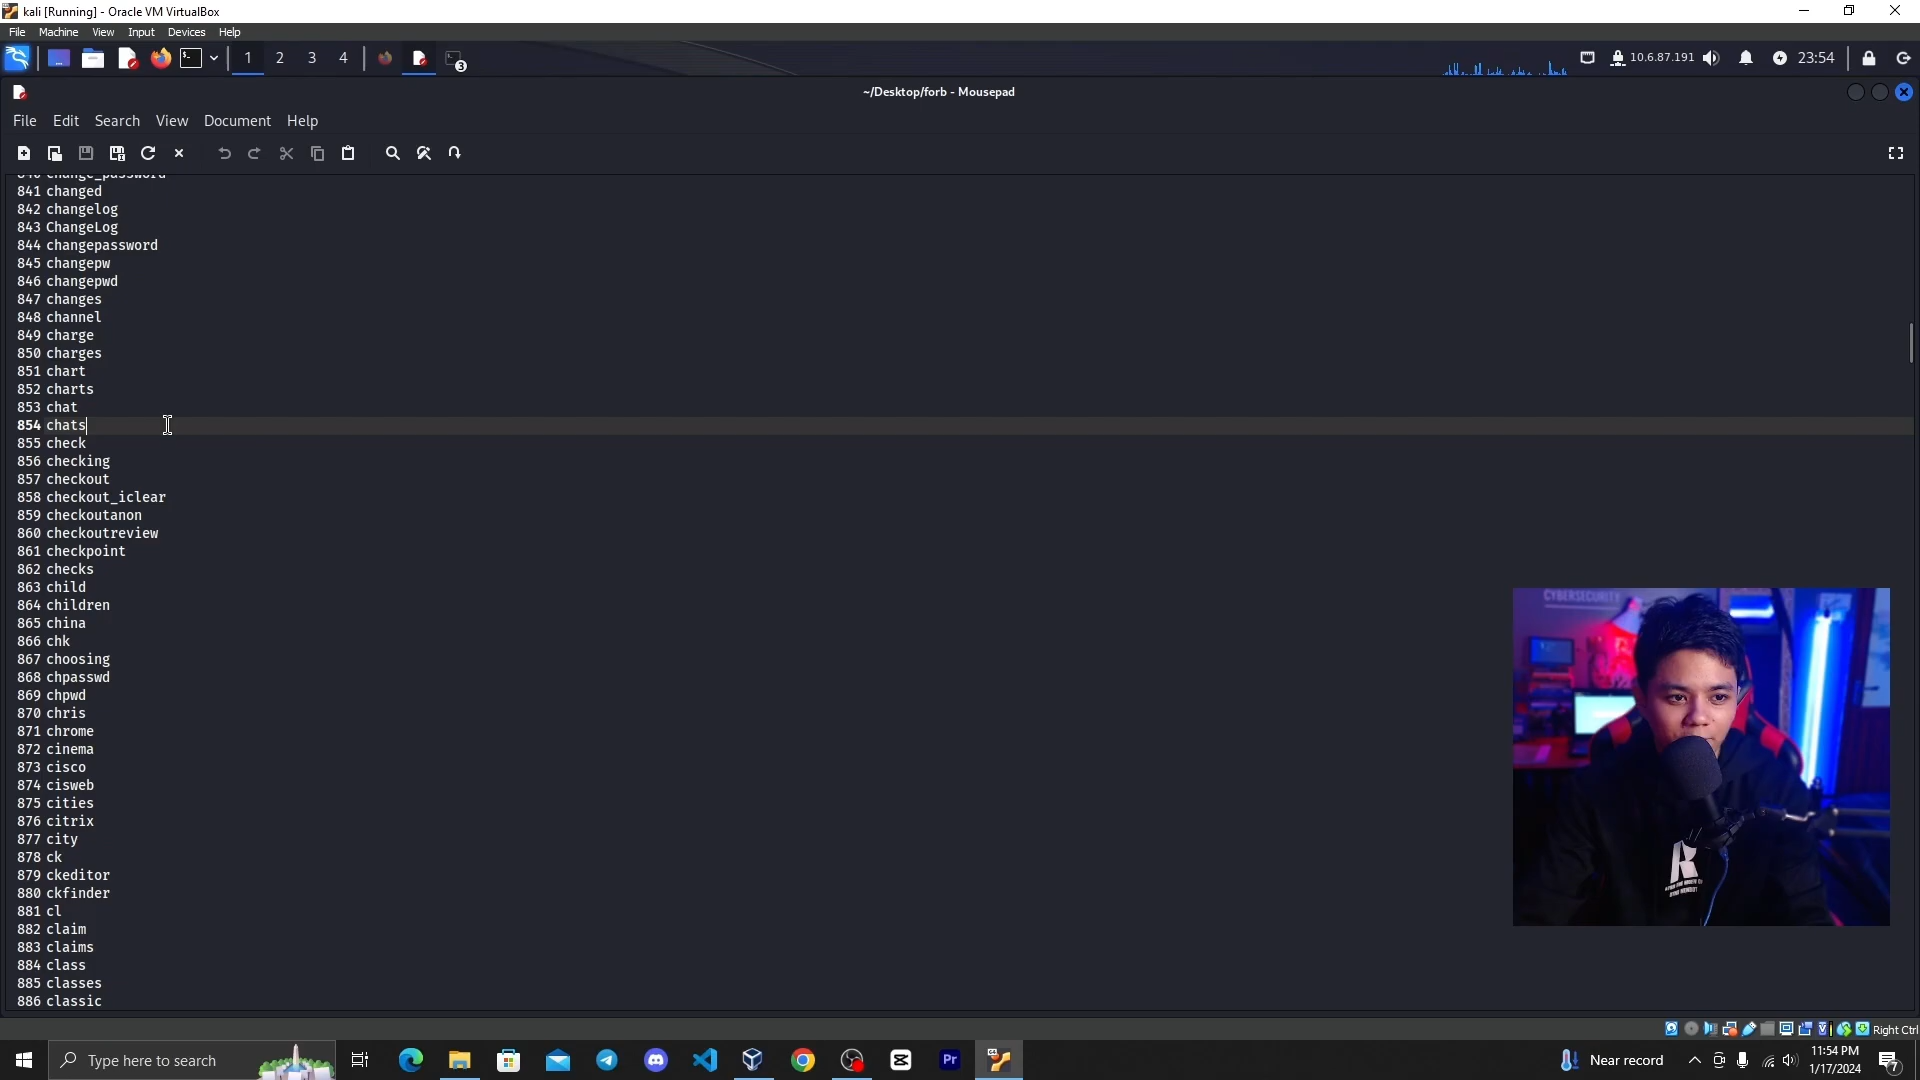 kali [Running] - Oracle VM VirtualBox
File Machine View Input Devices Help
1 2 3 4 3 10.6.87.191 23:54
~/Desktop/forb - Mousepad
File Edit Search View Document Help
840 change_password
841 changed
842 changelog
843 ChangeLog
844 changepassword
845 changepw
846 changepwd
847 changes
848 channel
849 charge
850 charges
851 chart
852 charts
853 chat
854 chats
855 check
856 checking
857 checkout
858 checkout_iclear
859 checkoutanon
860 checkoutreview
861 checkpoint
862 checks
863 child
864 children
865 china
866 chk
867 choosing
868 chpasswd
869 chpwd
870 chris
871 chrome
872 cinema
873 cisco
874 cisweb
875 cities
876 citrix
877 city
878 ck
879 ckeditor
880 ckfinder
881 cl
882 claim
883 claims
884 class
885 classes
886 classic
CYBERSECURITY
Right Ctrl
Type here to search
Pr
Near record
11:54 PM
1/17/2024
7